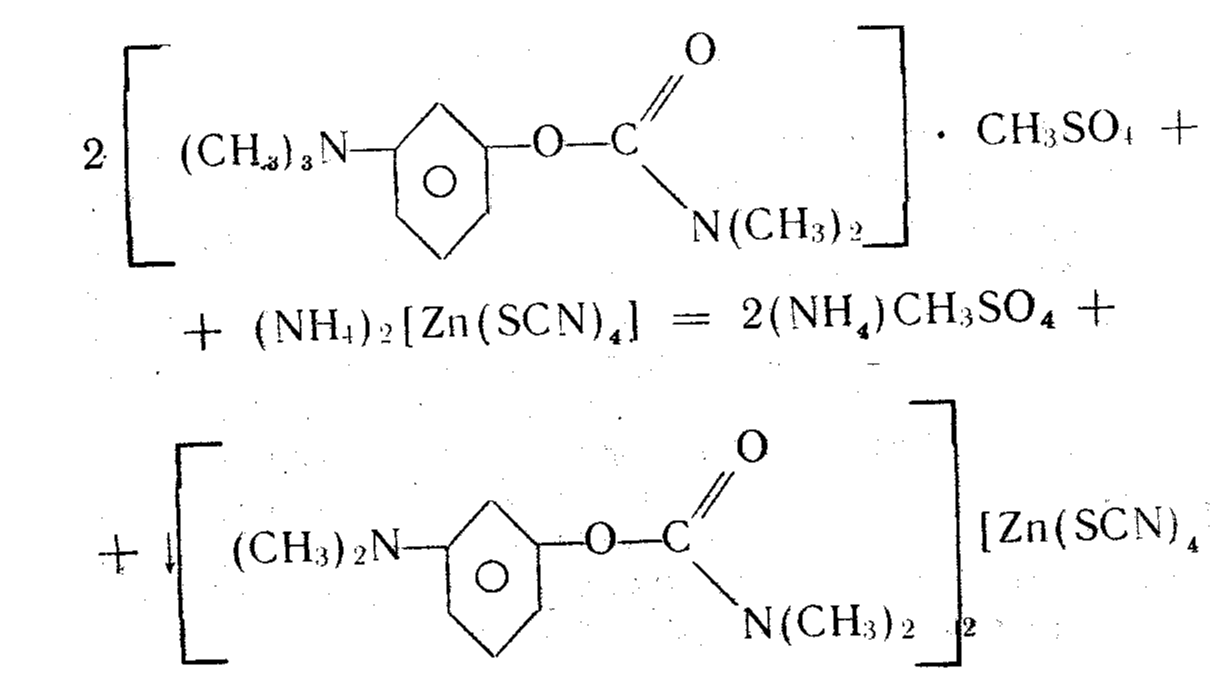 O
2 [(CH₃)₃N—O—C · CH₃SO₄ +
N(CH₃)₂]
+ (NH₄)₂[Zn(SCN)₄] = 2(NH₄)CH₃SO₄ +
O
+ ↓[(CH₃)₂N—O—C [Zn(SCN)₄
N(CH₃)₂]₂